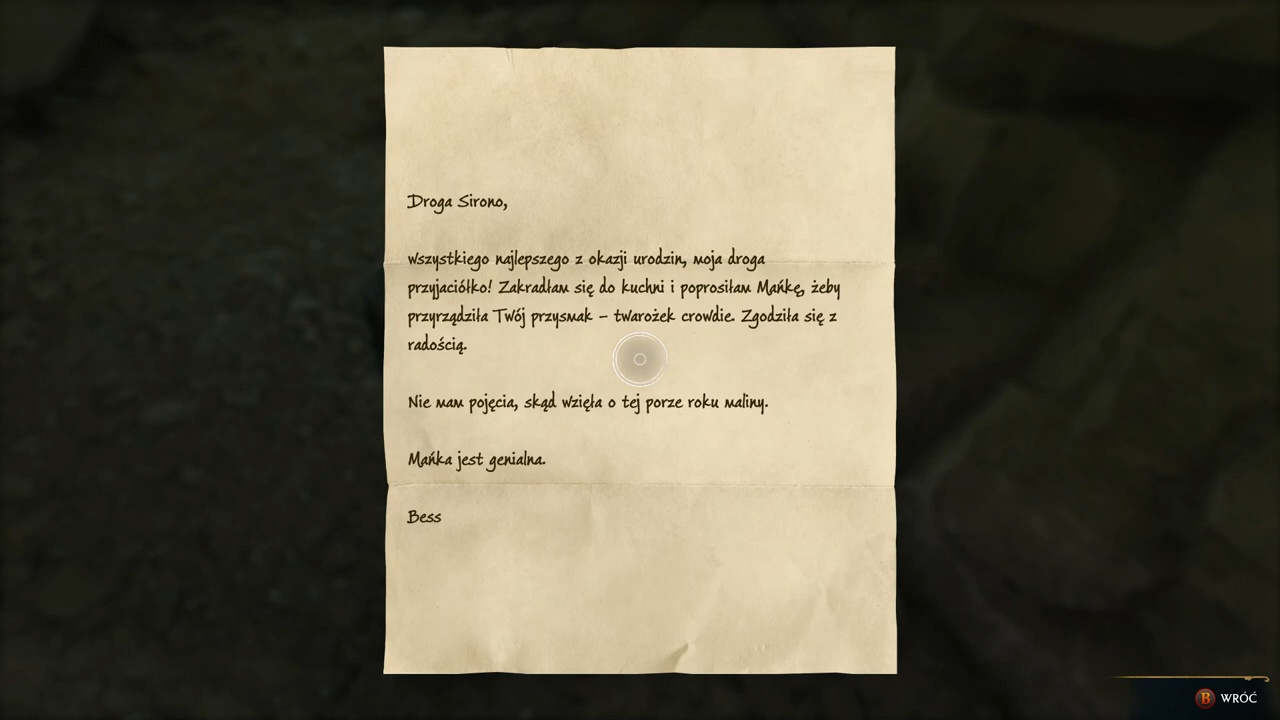 Droga Sirono,
wszystkiego najlepszego z okazji urodzin, moja droga
przyjaciółko! Zakradłam się do kuchni i poprosiłam Mańkę, żeby
przyrządziła Twój przysmak – twarożek crowdie. Zgodziła się z
radością.
Nie mam pojęcia, skąd wzięła o tej porze roku maliny.
Mańka jest genialna.
Bess
B WRÓĆ